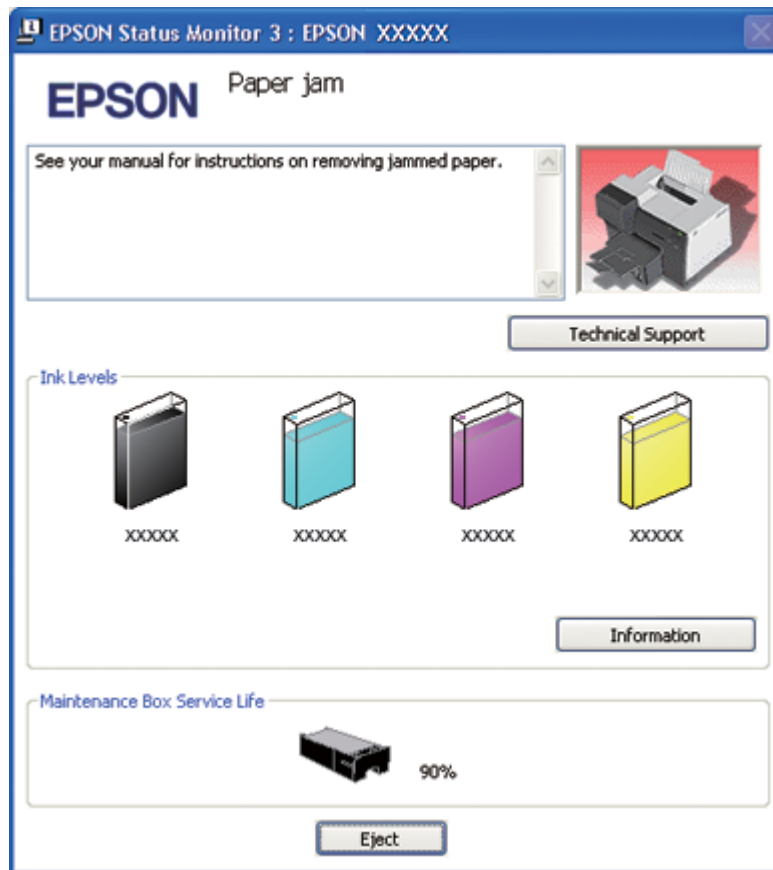 EPSON Status Monitor 3 : EPSON XXXXX
EPSON
Paper jam
See your manual for instructions on removing jammed paper.
Technical Support
Ink Levels
XXXXX XXXXX XXXXX XXXXX
Information
Maintenance Box Service Life
90%
Eject